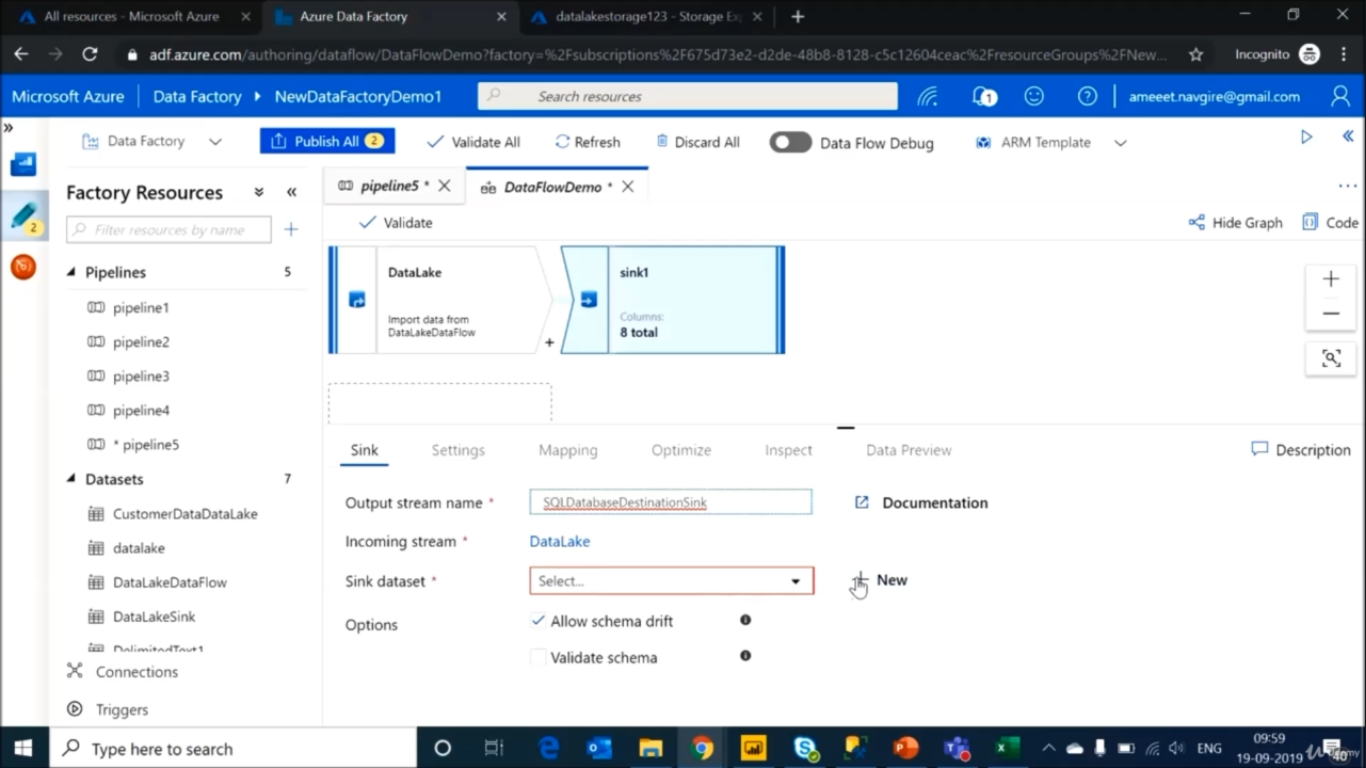 All resources - Microsoft Azure
Azure Data Factory
datalakestorage123 - Storage Ex
adf.azure.com/authoring/dataflow/DataFlowDemo?factory=%2Fsubscriptions%2F675d73e2-d2de-48b8-8128-c5c12604ceac%2FresourceGroups%2FNew...
Incognito
Microsoft Azure
Data Factory
NewDataFactoryDemo1
Search resources
1
ameeet.navgire@gmail.com
Data Factory
Publish All 2
Validate All
Refresh
Discard All
Data Flow Debug
ARM Template
2
Factory Resources
Filter resources by name
Pipelines 5
pipeline1
pipeline2
pipeline3
pipeline4
* pipeline5
Datasets 7
CustomerDataDataLake
datalake
DataLakeDataFlow
DataLakeSink
DelimitedText1
Connections
Triggers
pipeline5 *
DataFlowDemo *
Validate
Hide Graph
Code
DataLake
Import data from
DataLakeDataFlow
sink1
Columns:
8 total
Sink
Settings
Mapping
Optimize
Inspect
Data Preview
Description
Output stream name *
SQLDatabaseDestinationSink
Documentation
Incoming stream *
DataLake
Sink dataset *
Select...
New
Options
Allow schema drift
Validate schema
Type here to search
ENG
09:59
19-09-2019